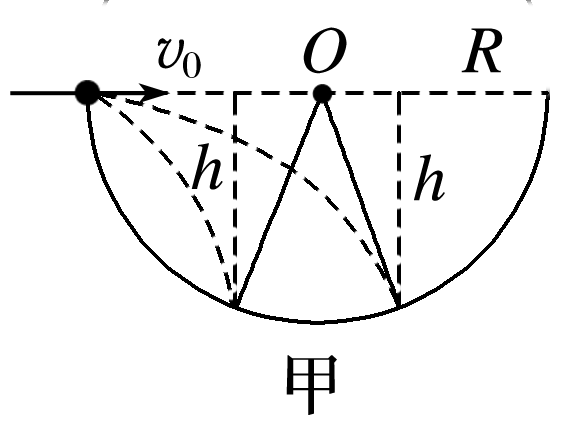 v₀ O R
h h
甲